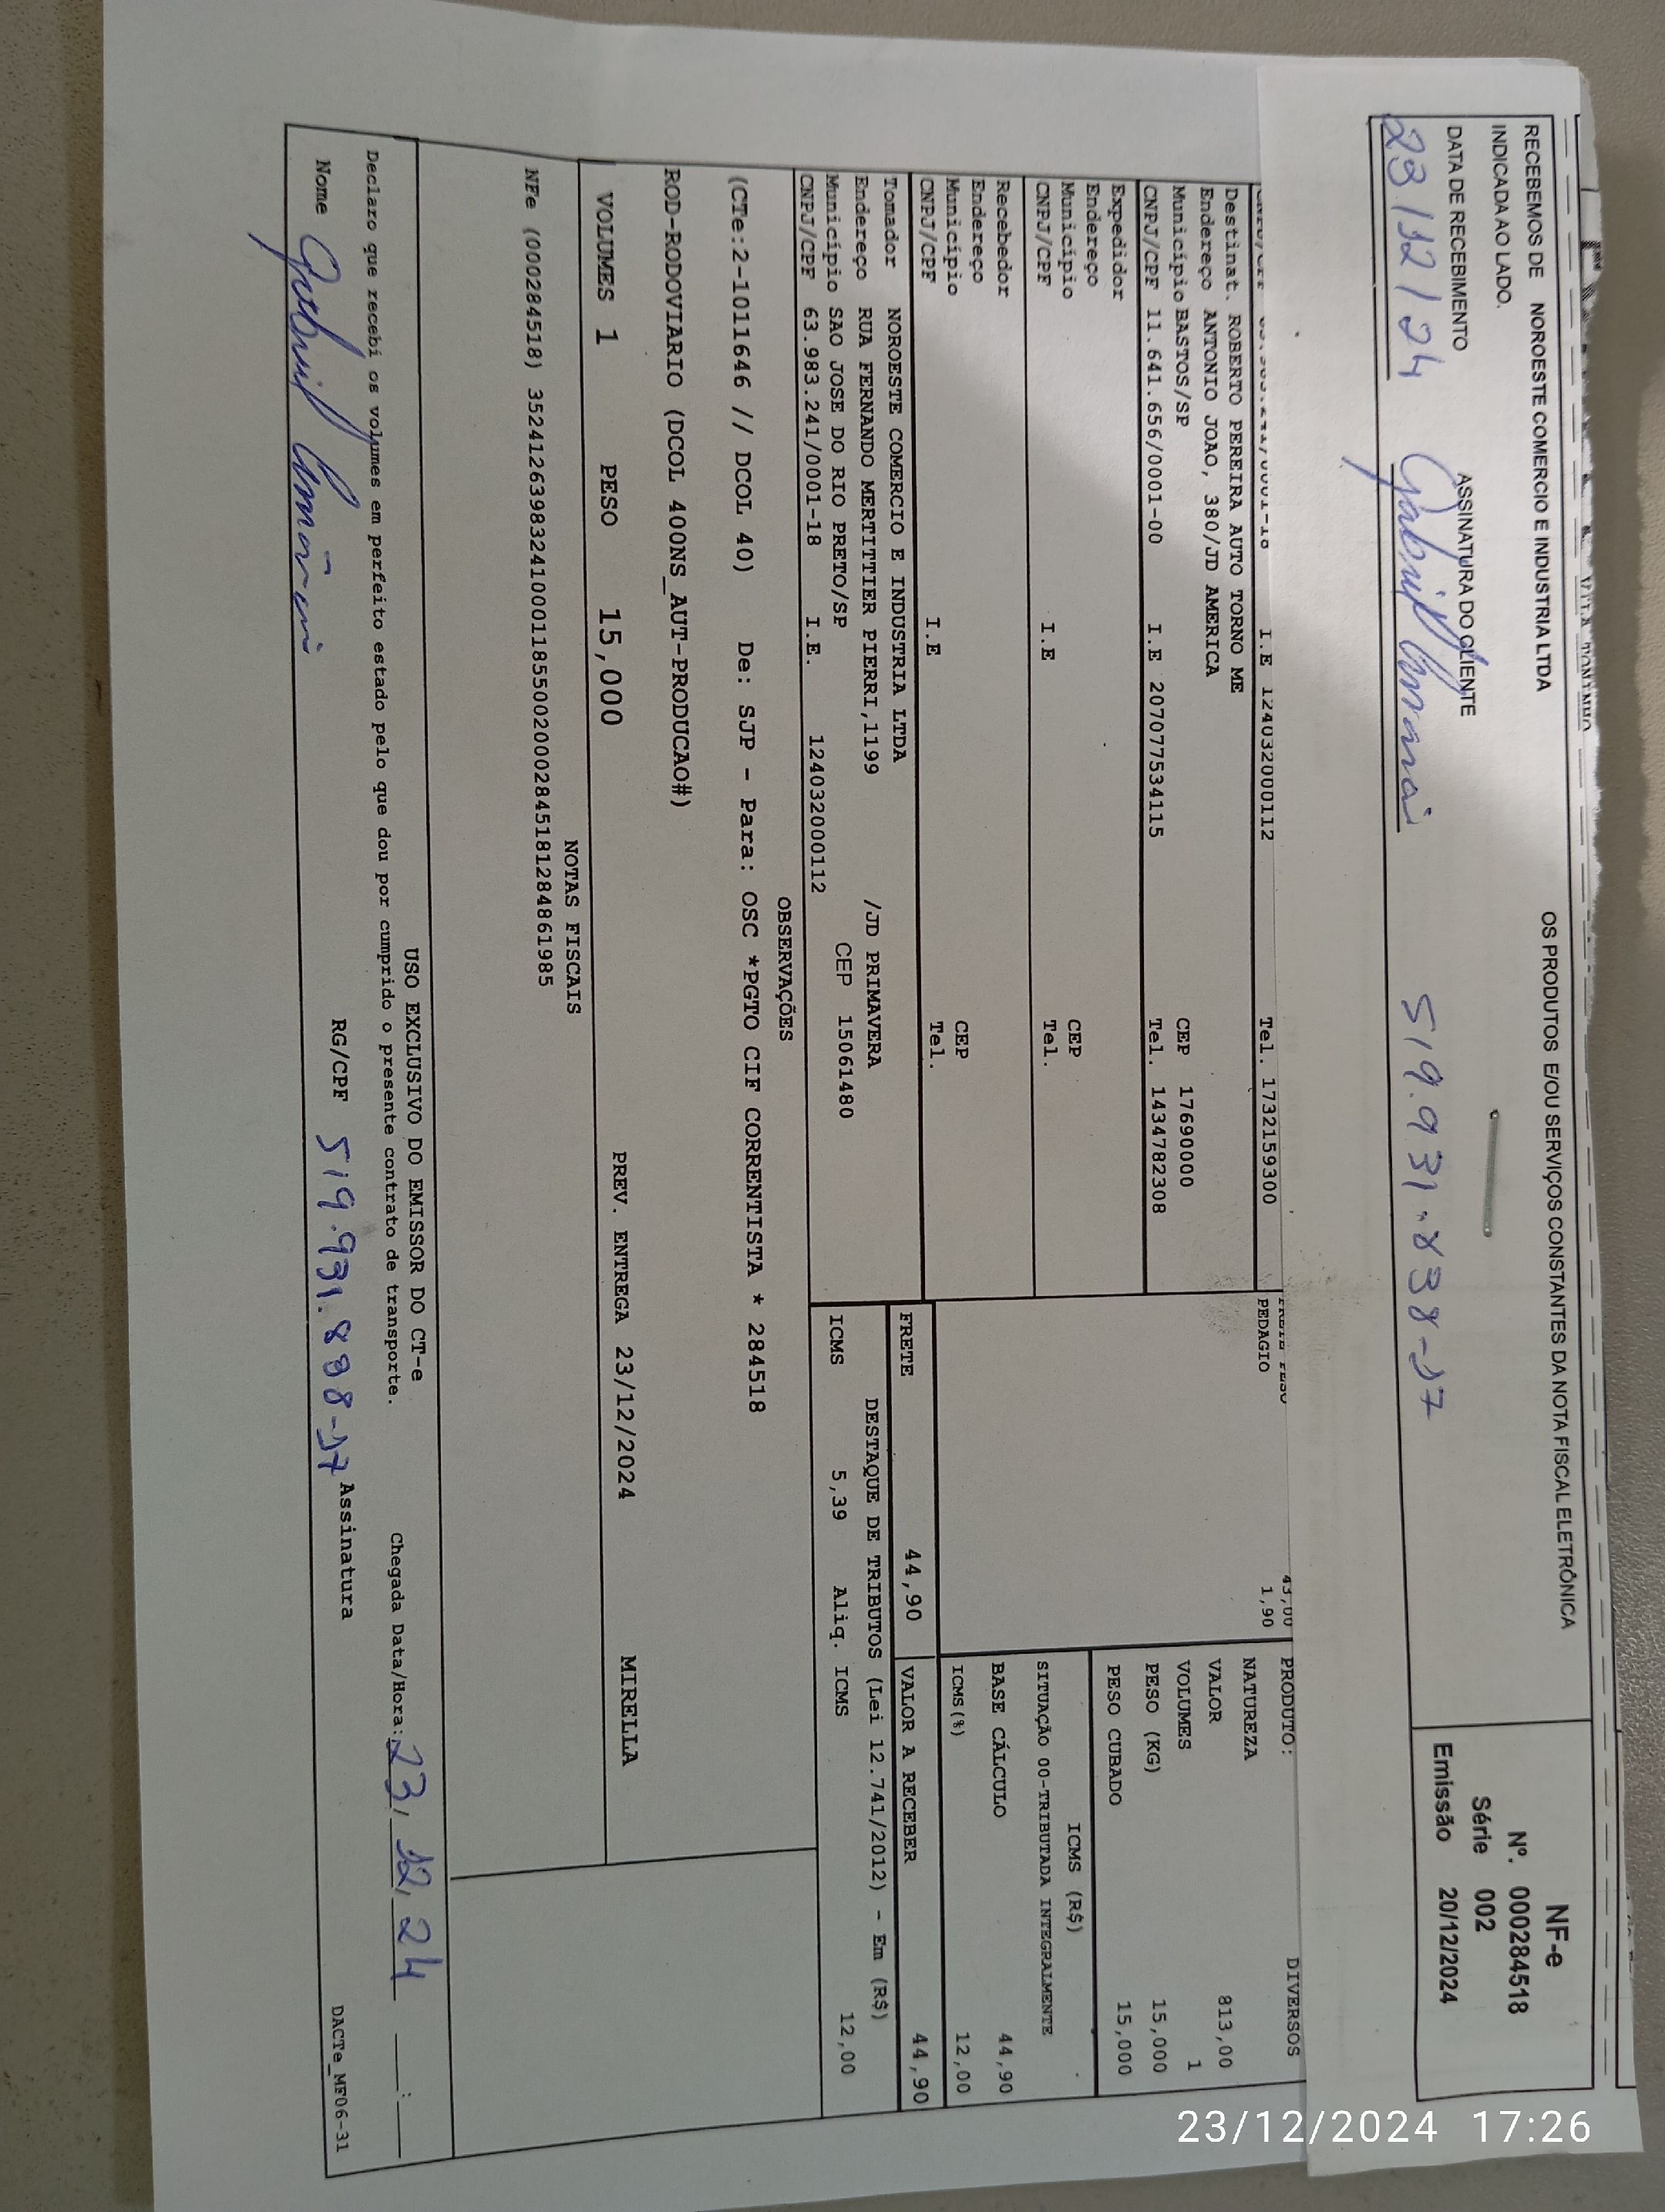 RECEBEMOS DE NOROESTE COMERCIO E INDUSTRIA LTDA OS PRODUTOS E/OU SERVIÇOS CONSTANTES DA NOTA FISCAL ELETRÔNICA
INDICADA AO LADO.
DATA DE RECEBIMENTO ASSINATURA DO CLIENTE
23/12/24 Gabriel 519.931.838-17
NF-e
Nº. 000284518
Série 002
Emissão 20/12/2024
I.E 124032000112 Tel. 1732159300
Destinat. ROBERTO PEREIRA AUTO TORNO ME
Endereço ANTONIO JOAO, 380/JD AMERICA
Município BASTOS/SP CEP 17690000
CNPJ/CPF 11.641.656/0001-00 I.E 207077534115 Tel. 1434782308
Expedidor
Endereço
Município CEP
CNPJ/CPF I.E Tel.
Recebedor
Endereço
Município CEP
CNPJ/CPF I.E Tel.
Tomador NOROESTE COMERCIO E INDUSTRIA LTDA
Endereço RUA FERNANDO MERTITTIER PIERRI,1199 /JD PRIMAVERA
Município SAO JOSE DO RIO PRETO/SP CEP 15061480
CNPJ/CPF 63.983.241/0001-18 I.E. 124032000112
FRETE PESO 43,00
PEDAGIO 1,90
PRODUTO: DIVERSOS
NATUREZA
VALOR 813,00
VOLUMES 1
PESO (KG) 15,000
PESO CUBADO 15,000
ICMS (R$)
SITUAÇÃO 00-TRIBUTADA INTEGRALMENTE
BASE CÁLCULO 44,90
ICMS(%) 12,00
FRETE 44,90 VALOR A RECEBER 44,90
DESTAQUE DE TRIBUTOS (Lei 12.741/2012) - Em (R$)
ICMS 5,39 Aliq. ICMS 12,00
OBSERVAÇÕES
(CTe:2-1011646 // DCOL 40) De: SJP - Para: OSC *PGTO CIF CORRENTISTA * 284518
ROD-RODOVIARIO (DCOL 400NS_AUT-PRODUCAO#)
VOLUMES 1 PESO 15,000 PREV. ENTREGA 23/12/2024 MIRELLA
NOTAS FISCAIS
NFe (000284518) 35241263983241000118550020002845181284861985
USO EXCLUSIVO DO EMISSOR DO CT-e
Declaro que recebi os volumes em perfeito estado pelo que dou por cumprido o presente contrato de transporte. Chegada Data/Hora: 23/12/24 __:__
Nome Gabriel RG/CPF 519.931.838-17 Assinatura
DACTe_MF06-31
23/12/2024 17:26